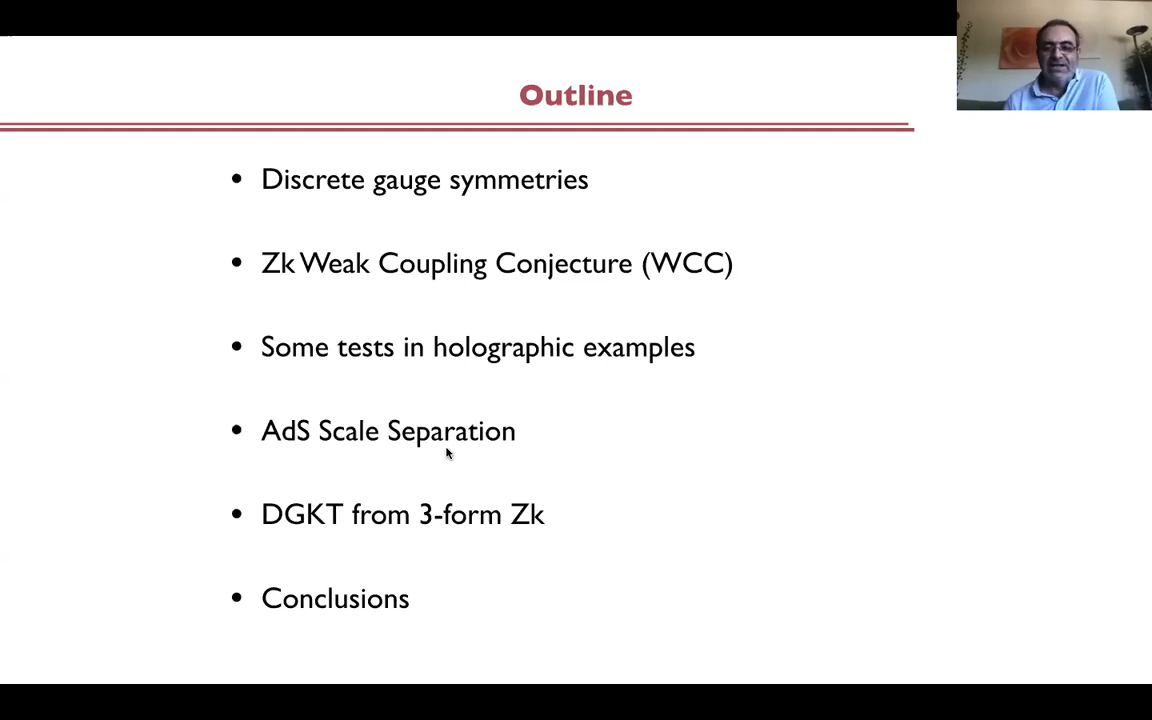 Outline
• Discrete gauge symmetries
• Zk Weak Coupling Conjecture (WCC)
• Some tests in holographic examples
• AdS Scale Separation
• DGKT from 3-form Zk
• Conclusions